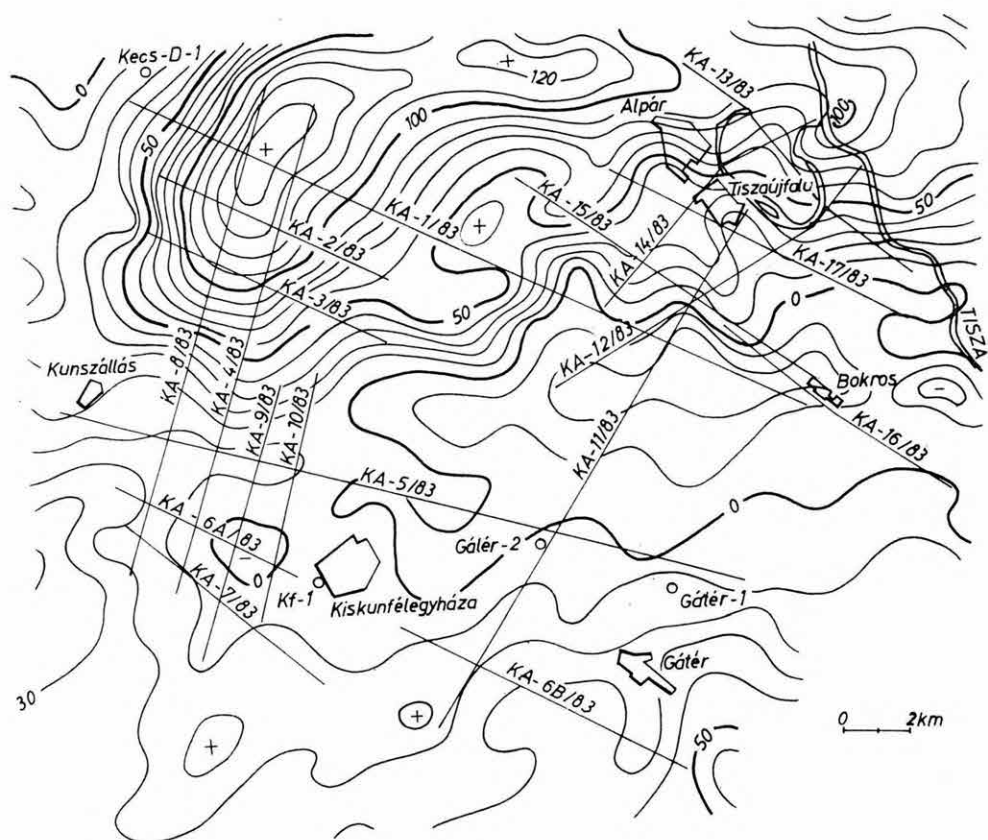 Kecs-D-1
0
50
120
100
KA-13/83
Alpár
100
Tiszaújfalu
50
KA-15/83
KA-1/83
KA-2/83
KA-3/83
KA-14/83
KA-17/83
0
50
TISZA
KA-12/83
Kunszállás
KA-8/83
KA-4/83
KA-9/83
KA-10/83
Bokros
KA-16/83
KA-11/83
KA-5/83
0
KA-6A/83
Gálér-2
0
Kf-1
Kiskunfélegyháza
Gátér-1
KA-7/83
Gátér
KA-6B/83
30
50
0 2km